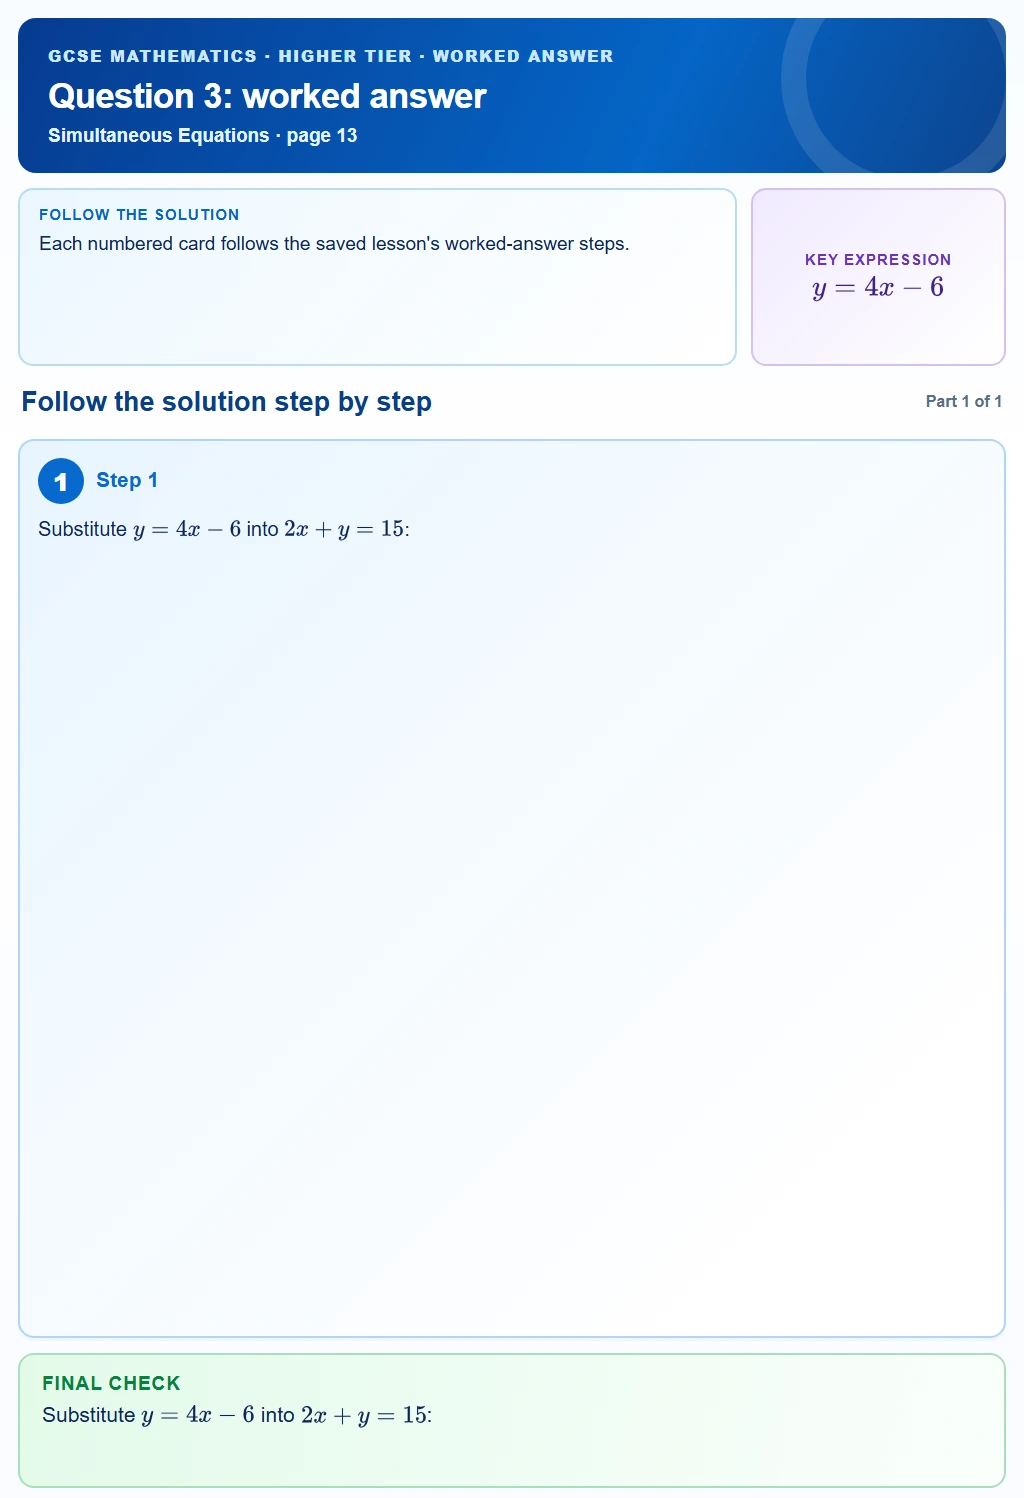 GCSE MATHEMATICS · HIGHER TIER · WORKED ANSWER
Question 3: worked answer
Simultaneous Equations · page 13
FOLLOW THE SOLUTION
Each numbered card follows the saved lesson's worked-answer steps.
KEY EXPRESSION
y = 4x − 6
Follow the solution step by step
Part 1 of 1
1 Step 1
Substitute y = 4x − 6 into 2x + y = 15:
FINAL CHECK
Substitute y = 4x − 6 into 2x + y = 15: